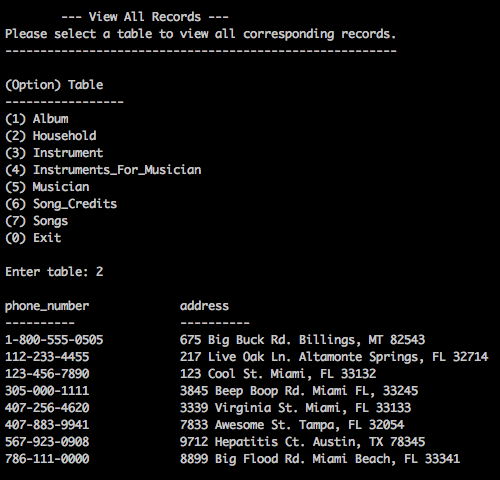 --- View All Records ---
Please select a table to view all corresponding records.
--------------------------------------------------------
(Option) Table
-----------------
(1) Album
(2) Household
(3) Instrument
(4) Instruments_For_Musician
(5) Musician
(6) Song_Credits
(7) Songs
(0) Exit
Enter table: 2
phone_number address
---------- ----------
1-800-555-0505 675 Big Buck Rd. Billings, MT 82543
112-233-4455 217 Live Oak Ln. Altamonte Springs, FL 32714
123-456-7890 123 Cool St. Miami, FL 33132
305-000-1111 3845 Beep Boop Rd. Miami FL, 33245
407-256-4620 3339 Virginia St. Miami, FL 33133
407-883-9941 7833 Awesome St. Tampa, FL 32054
567-923-0908 9712 Hepatitis Ct. Austin, TX 78345
786-111-0000 8899 Big Flood Rd. Miami Beach, FL 33341